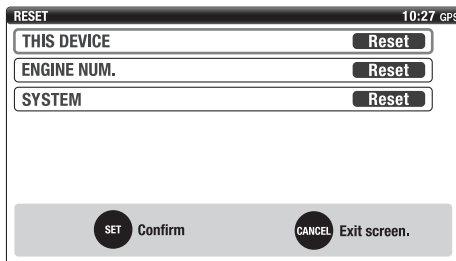 RESET 10:27 GPS
THIS DEVICE Reset
ENGINE NUM. Reset
SYSTEM Reset
SET Confirm CANCEL Exit screen.